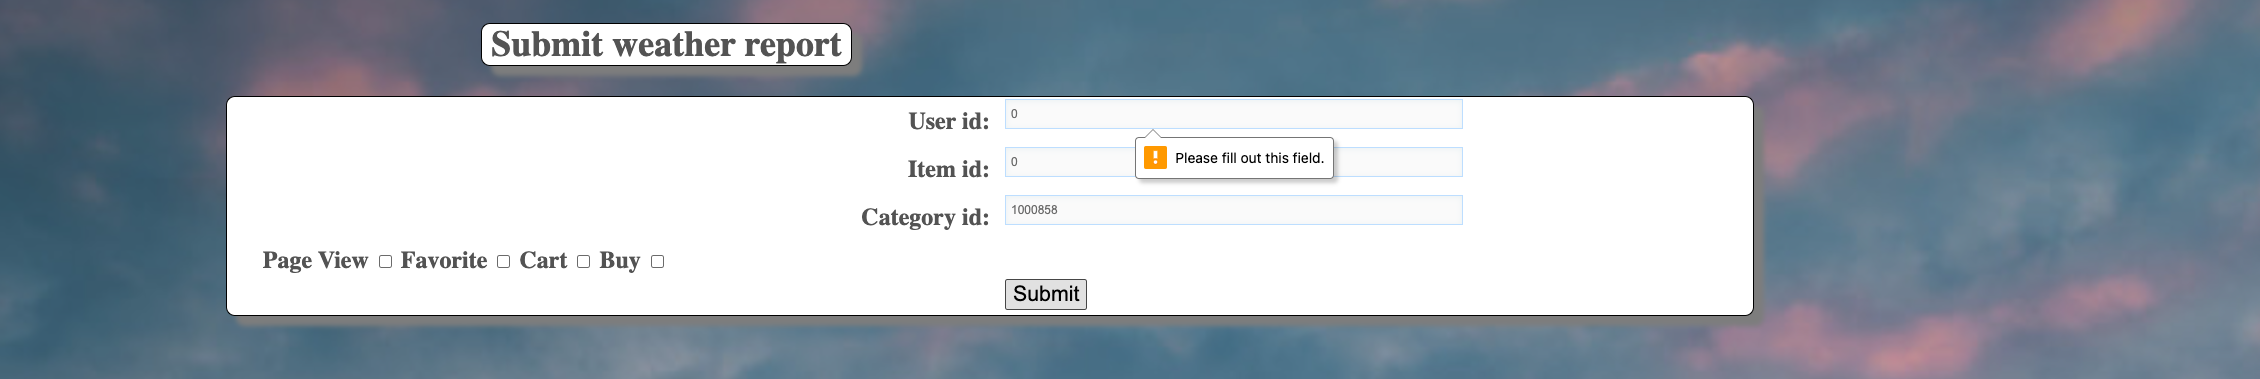 Submit weather report
User id: 0
Please fill out this field.
Item id: 0
Category id: 1000858
Page View Favorite Cart Buy
Submit